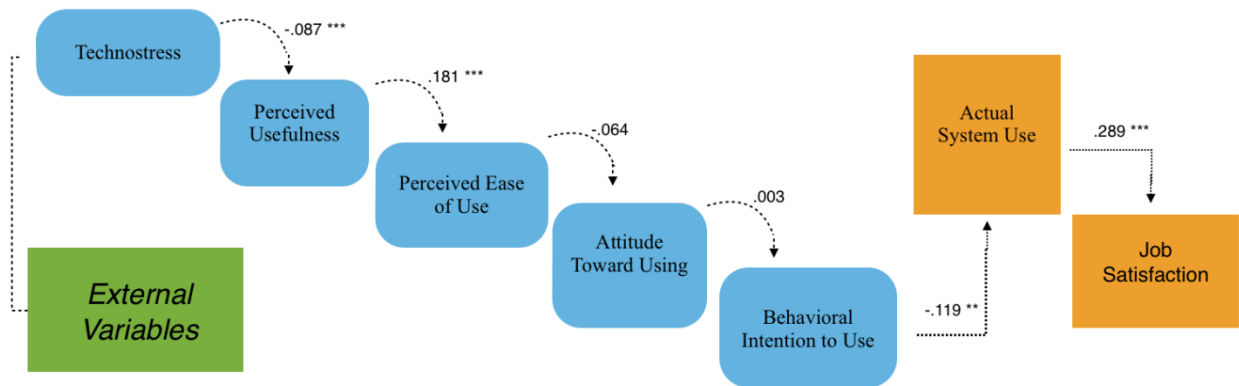 Technostress
-.087 ***
Perceived
Usefulness
.181 ***
Perceived Ease
of Use
-.064
Attitude
Toward Using
.003
Behavioral
Intention to Use
-.119 **
Actual
System Use
.289 ***
Job
Satisfaction
External
Variables